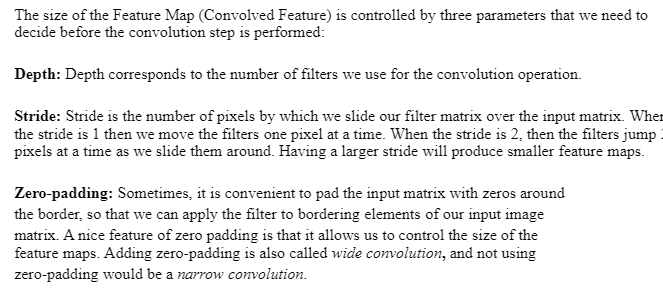 The size of the Feature Map (Convolved Feature) is controlled by three parameters that we need to
decide before the convolution step is performed:
Depth: Depth corresponds to the number of filters we use for the convolution operation.
Stride: Stride is the number of pixels by which we slide our filter matrix over the input matrix.
the stride is 1 then we move the filters one pixel at a time. When the stride is 2, then the filters jump
pixels at a time as we slide them around. Having a larger stride will produce smaller feature maps.
Zero-padding: Sometimes, it is convenient to pad the input matrix with zeros around
the border, so that we can apply the filter to bordering elements of our input image
matrix. A nice feature of zero padding is that it allows us to control the size of the
feature maps. Adding zero-padding is also called wide convolution, and not using
zero-padding would be a narrow convolution.